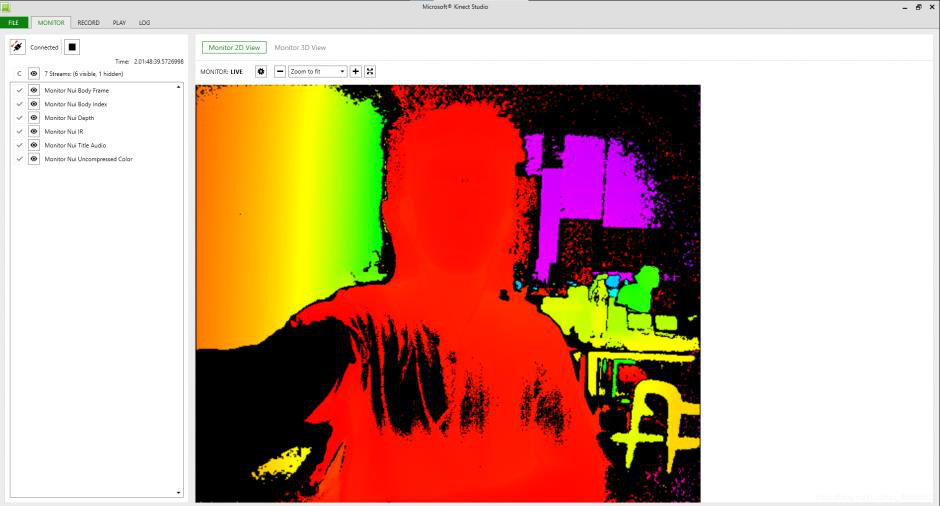 Microsoft® Kinect Studio
FILE MONITOR RECORD PLAY LOG
Connected
Time: 2.01:48:39.5726998
C 7 Streams: (6 visible, 1 hidden)
Monitor Nui Body Frame
Monitor Nui Body Index
Monitor Nui Depth
Monitor Nui IR
Monitor Nui Title Audio
Monitor Nui Uncompressed Color
Monitor 2D View Monitor 3D View
MONITOR: LIVE Zoom to fit